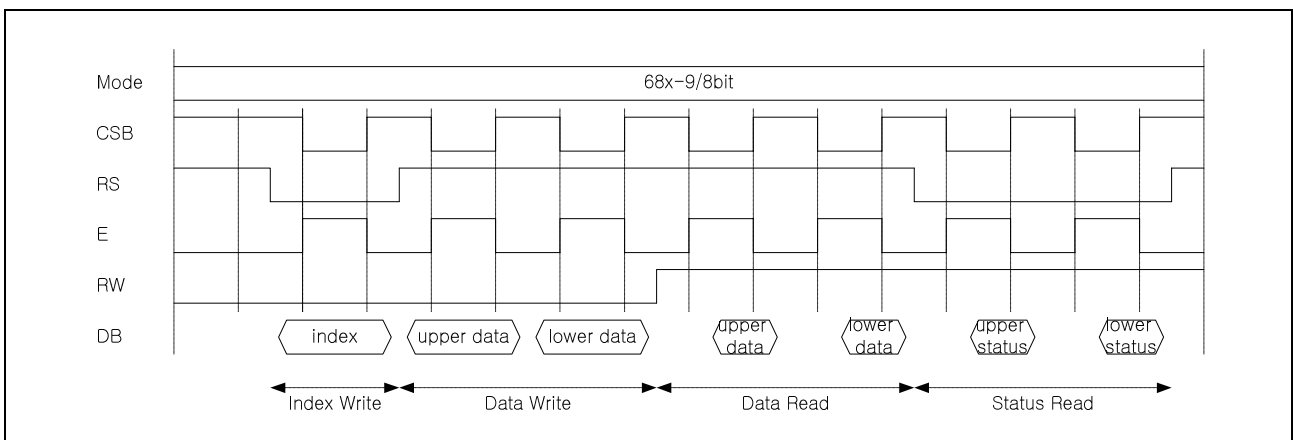 Mode
68x-9/8bit
CSB
RS
E
RW
DB
index
upper data
lower data
upper
data
lower
data
upper
status
lower
status
Index Write
Data Write
Data Read
Status Read